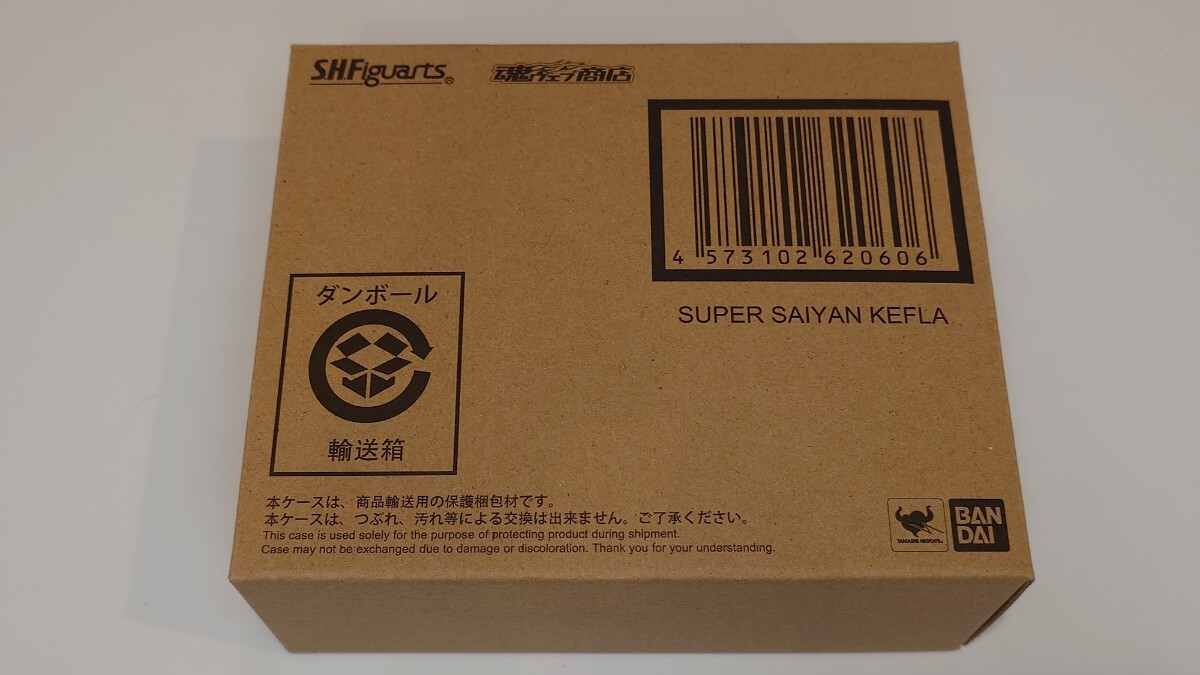 S.H.Figuarts®
魂ウェブ商店
4 573102 620606
SUPER SAIYAN KEFLA
ダンボール
輸送箱
本ケースは、商品輸送用の保護梱包材です。
本ケースは、つぶれ、汚れ等による交換は出来ません。ご了承ください。
This case is used solely for the purpose of protecting product during shipment.
Case may not be exchanged due to damage or discoloration. Thank you for your understanding.
TAMASHII NATIONS
BAN
DAI